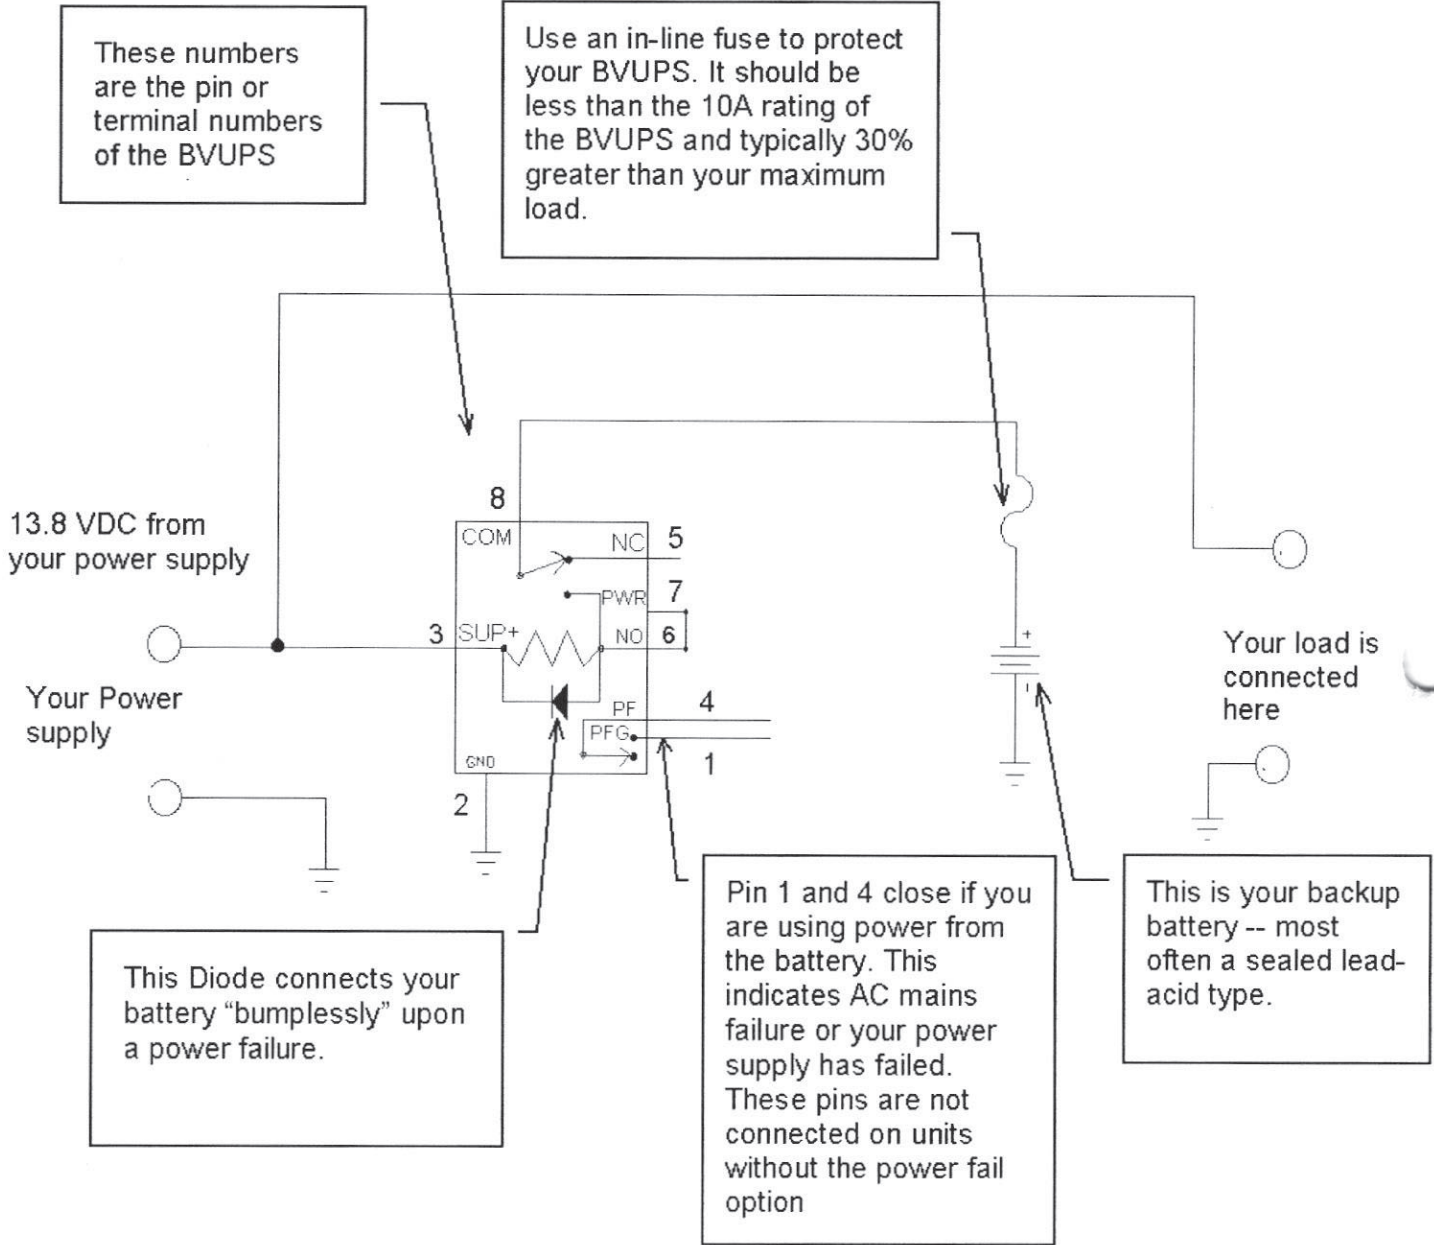 These numbers
are the pin or
terminal numbers
of the BVUPS
Use an in-line fuse to protect
your BVUPS. It should be
less than the 10A rating of
the BVUPS and typically 30%
greater than your maximum
load.
13.8 VDC from
your power supply
Your Power
supply
8
COM
NC 5
PWR 7
3 SUP+
NO 6
PF 4
PFG
1
GND
2
+
-
Your load is
connected
here
This Diode connects your
battery “bumplessly” upon
a power failure.
Pin 1 and 4 close if you
are using power from
the battery. This
indicates AC mains
failure or your power
supply has failed.
These pins are not
connected on units
without the power fail
option
This is your backup
battery -- most
often a sealed lead-
acid type.